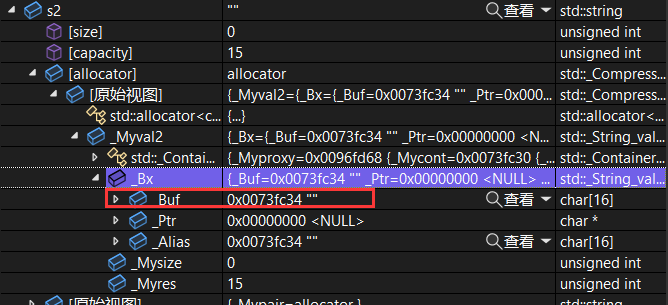 s2 "" 查看 std::string
[size] 0 unsigned int
[capacity] 15 unsigned int
[allocator] allocator std::_Compress...
[原始视图] {_Myval2={_Bx={_Buf=0x0073fc34 "" _Ptr=0x000... std::_Compress...
std::allocator<c... {...} std::allocator<...
_Myval2 {_Bx={_Buf=0x0073fc34 "" _Ptr=0x00000000 <N... std::_String_val...
std::_Contai... {_Myproxy=0x0096fd68 {_Mycont=0x0073fc30 {_... std::_Container...
_Bx {_Buf=0x0073fc34 "" _Ptr=0x00000000 <NULL> ... std::_String_val...
_Buf 0x0073fc34 "" 查看 char[16]
_Ptr 0x00000000 <NULL> char *
_Alias 0x0073fc34 "" 查看 char[16]
_Mysize 0 unsigned int
_Myres 15 unsigned int
[原始视图] {_Mypair=allocator }